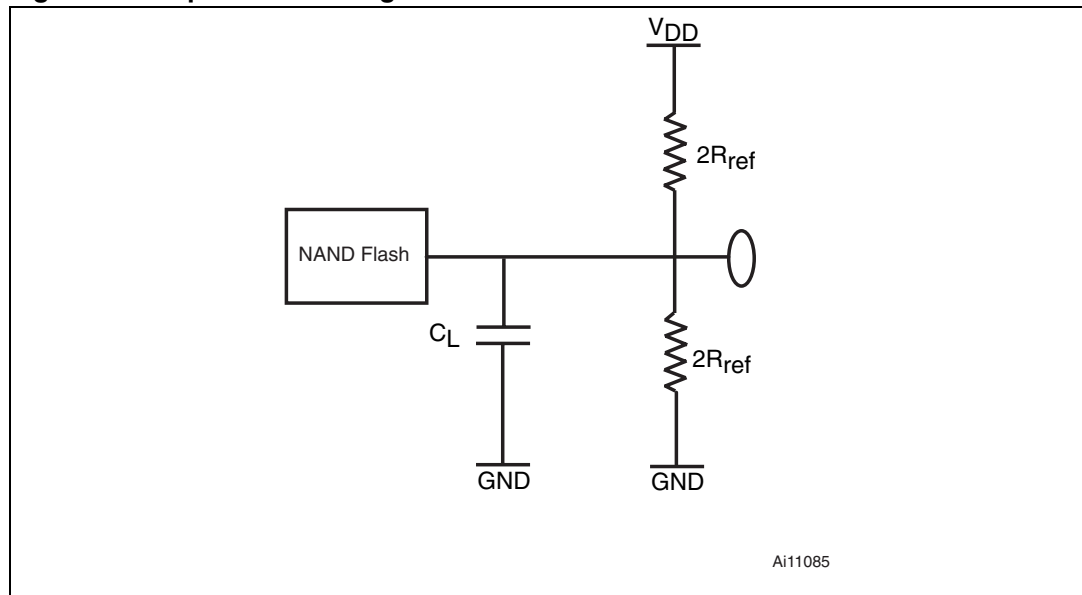 VDD
2Rref
NAND Flash
CL
2Rref
GND
GND
Ai11085